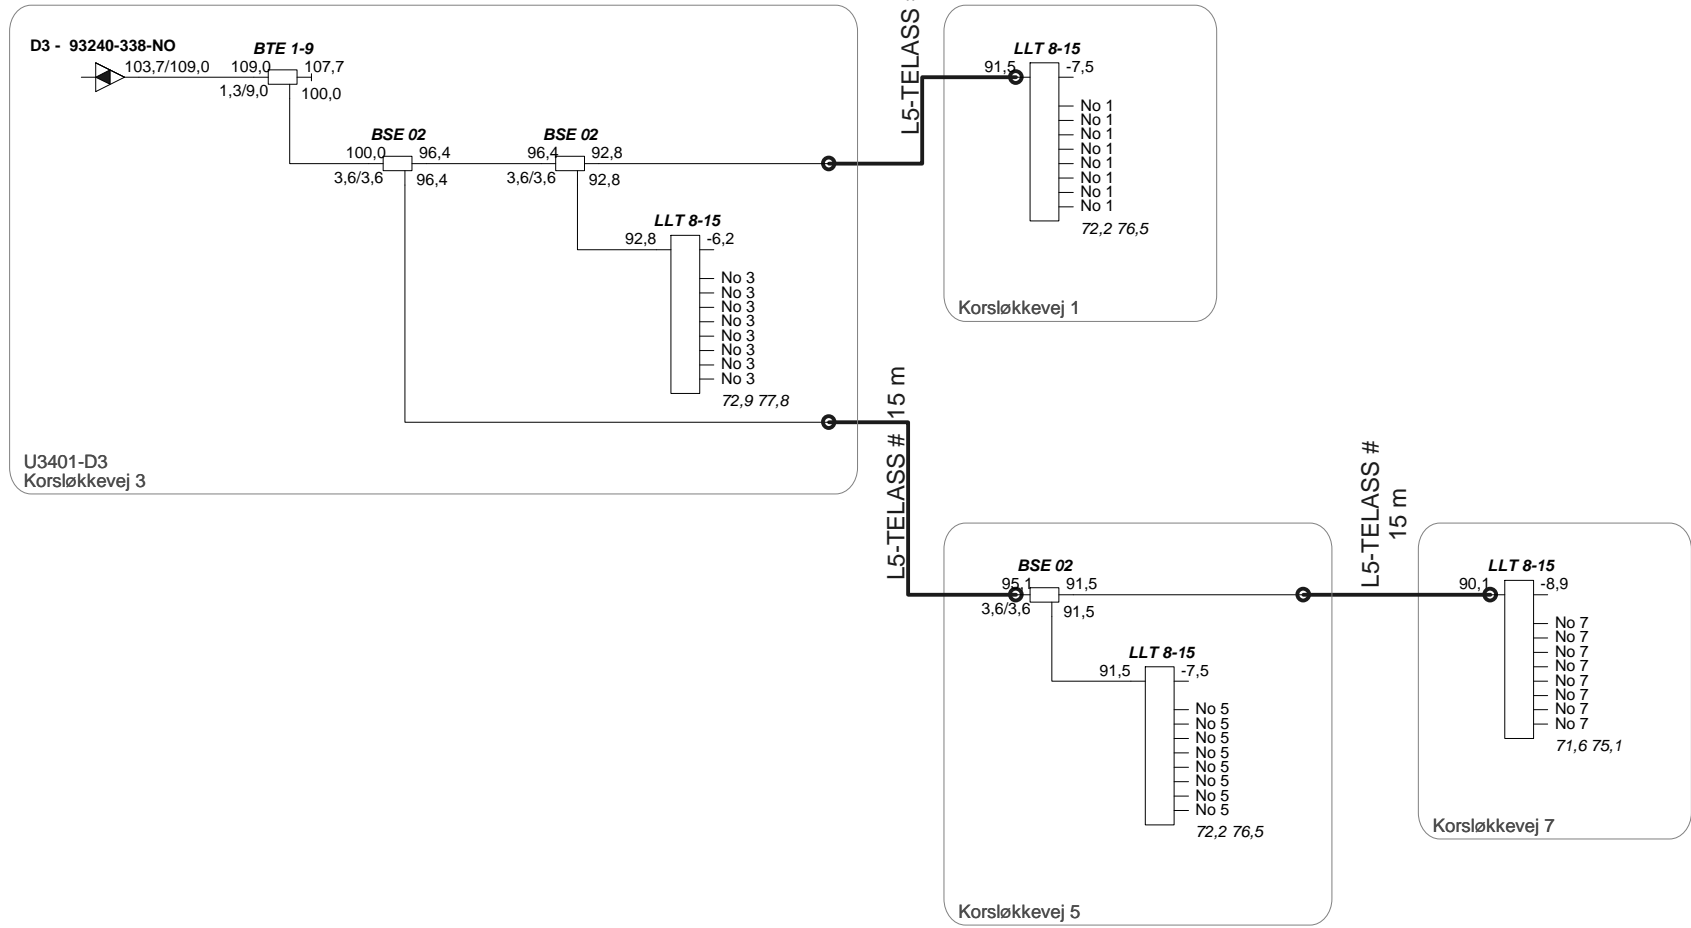 D3 - 93240-338-NO
103,7/109,0
BTE 1-9
109,0
107,7
1,3/9,0
100,0
BSE 02
100,0
96,4
3,6/3,6
96,4
BSE 02
96,4
92,8
3,6/3,6
92,8
LLT 8-15
92,8
-6,2
No 3
No 3
No 3
No 3
No 3
No 3
No 3
No 3
72,9 77,8
U3401-D3
Korsløkkevej 3
L5-TELASS
LLT 8-15
91,5
-7,5
No 1
No 1
No 1
No 1
No 1
No 1
No 1
No 1
72,2 76,5
Korsløkkevej 1
L5-TELASS # 15 m
BSE 02
95,1
91,5
3,6/3,6
91,5
LLT 8-15
91,5
-7,5
No 5
No 5
No 5
No 5
No 5
No 5
No 5
No 5
72,2 76,5
Korsløkkevej 5
L5-TELASS #
15 m
LLT 8-15
90,1
-8,9
No 7
No 7
No 7
No 7
No 7
No 7
No 7
No 7
71,6 75,1
Korsløkkevej 7